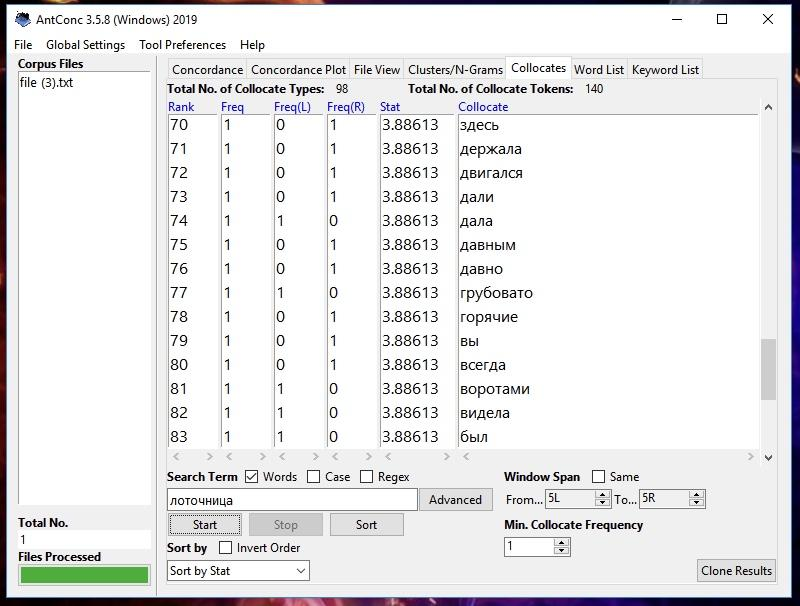 AntConc 3.5.8 (Windows) 2019
File Global Settings Tool Preferences Help
Corpus Files
file (3).txt
Concordance Concordance Plot File View Clusters/N-Grams Collocates Word List Keyword List
Total No. of Collocate Types: 98 Total No. of Collocate Tokens: 140
Rank Freq Freq(L) Freq(R) Stat Collocate
70 1 0 1 3.88613 здесь
71 1 0 1 3.88613 держала
72 1 0 1 3.88613 двигался
73 1 0 1 3.88613 дали
74 1 1 0 3.88613 дала
75 1 0 1 3.88613 давным
76 1 0 1 3.88613 давно
77 1 1 0 3.88613 грубовато
78 1 0 1 3.88613 горячие
79 1 0 1 3.88613 вы
80 1 0 1 3.88613 всегда
81 1 1 0 3.88613 воротами
82 1 1 0 3.88613 видела
83 1 1 0 3.88613 был
Search Term Words Case Regex Window Span Same
лоточница Advanced From... 5L To... 5R
Start Stop Sort Min. Collocate Frequency
Sort by Invert Order 1
Sort by Stat Clone Results
Total No.
1
Files Processed